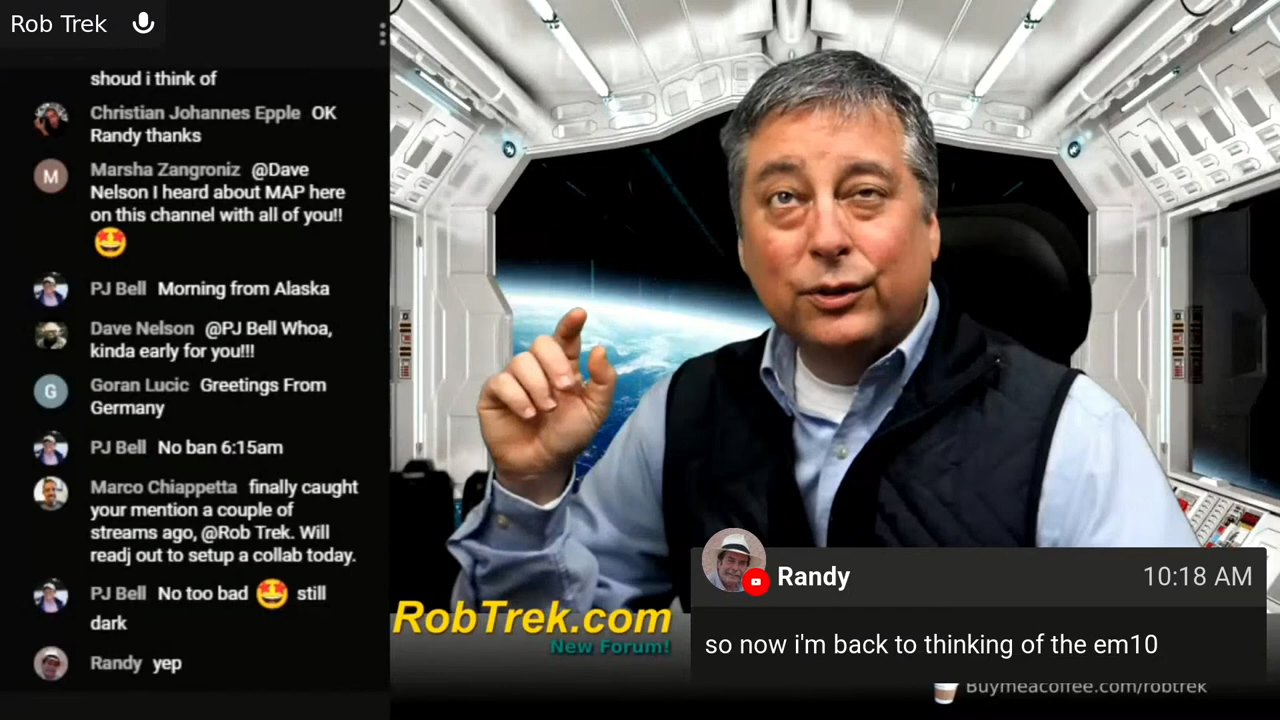 Rob Trek
shoud i think of
Christian Johannes Epple OK
Randy thanks
M
Marsha Zangroniz @Dave
Nelson I heard about MAP here
on this channel with all of you!!
PJ Bell Morning from Alaska
Dave Nelson @PJ Bell Whoa,
kinda early for you!!!
G
Goran Lucic Greetings From
Germany
PJ Bell No ban 6:15am
Marco Chiappetta finally caught
your mention a couple of
streams ago, @Rob Trek. Will
readj out to setup a collab today.
PJ Bell No too bad 🤩 still
dark
Randy yep
RobTrek.com
New Forum!
Randy
10:18 AM
so now i'm back to thinking of the em10
Buymeacoffee.com/robtrek